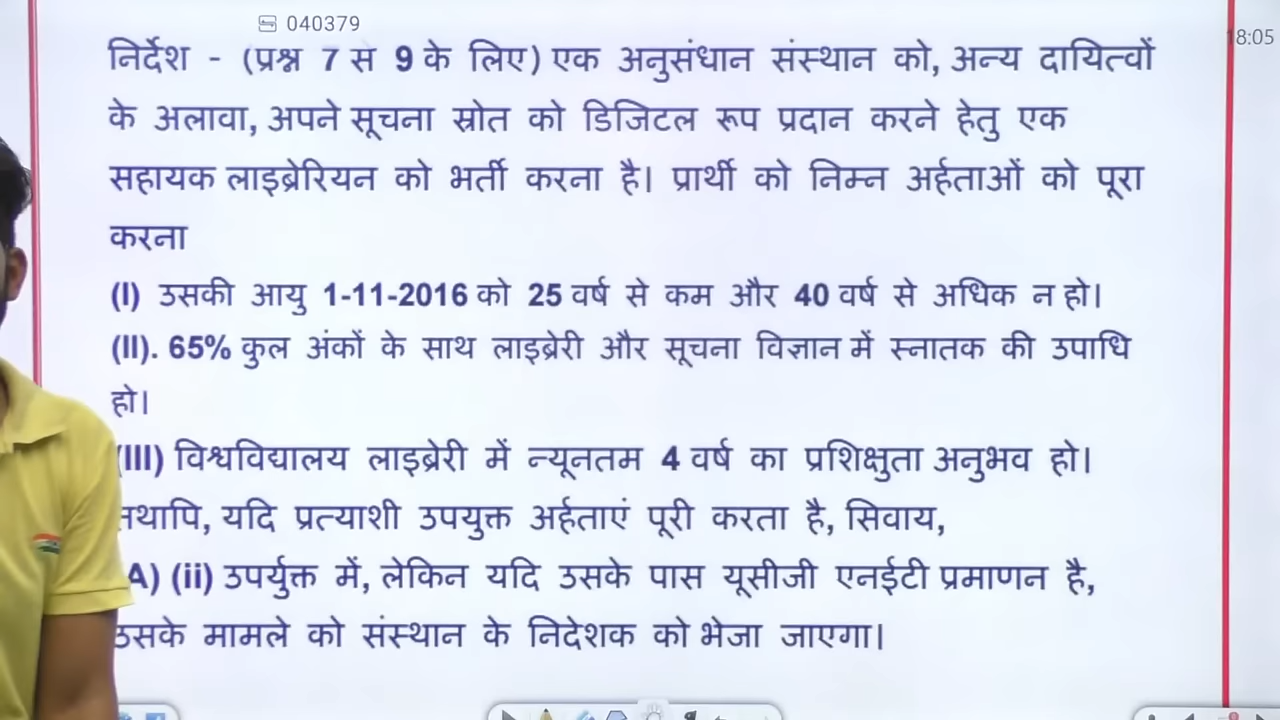 040379
18:05
निर्देश - (प्रश्न 7 से 9 के लिए) एक अनुसंधान संस्थान को, अन्य दायित्वों
के अलावा, अपने सूचना स्रोत को डिजिटल रूप प्रदान करने हेतु एक
सहायक लाइब्रेरियन को भर्ती करना है। प्रार्थी को निम्न अर्हताओं को पूरा
करना
(I) उसकी आयु 1-11-2016 को 25 वर्ष से कम और 40 वर्ष से अधिक न हो।
(II). 65% कुल अंकों के साथ लाइब्रेरी और सूचना विज्ञान में स्नातक की उपाधि
हो।
(III) विश्वविद्यालय लाइब्रेरी में न्यूनतम 4 वर्ष का प्रशिक्षुता अनुभव हो।
तथापि, यदि प्रत्याशी उपयुक्त अर्हताएं पूरी करता है, सिवाय,
A) (ii) उपर्युक्त में, लेकिन यदि उसके पास यूसीजी एनईटी प्रमाणन है,
उसके मामले को संस्थान के निदेशक को भेजा जाएगा।